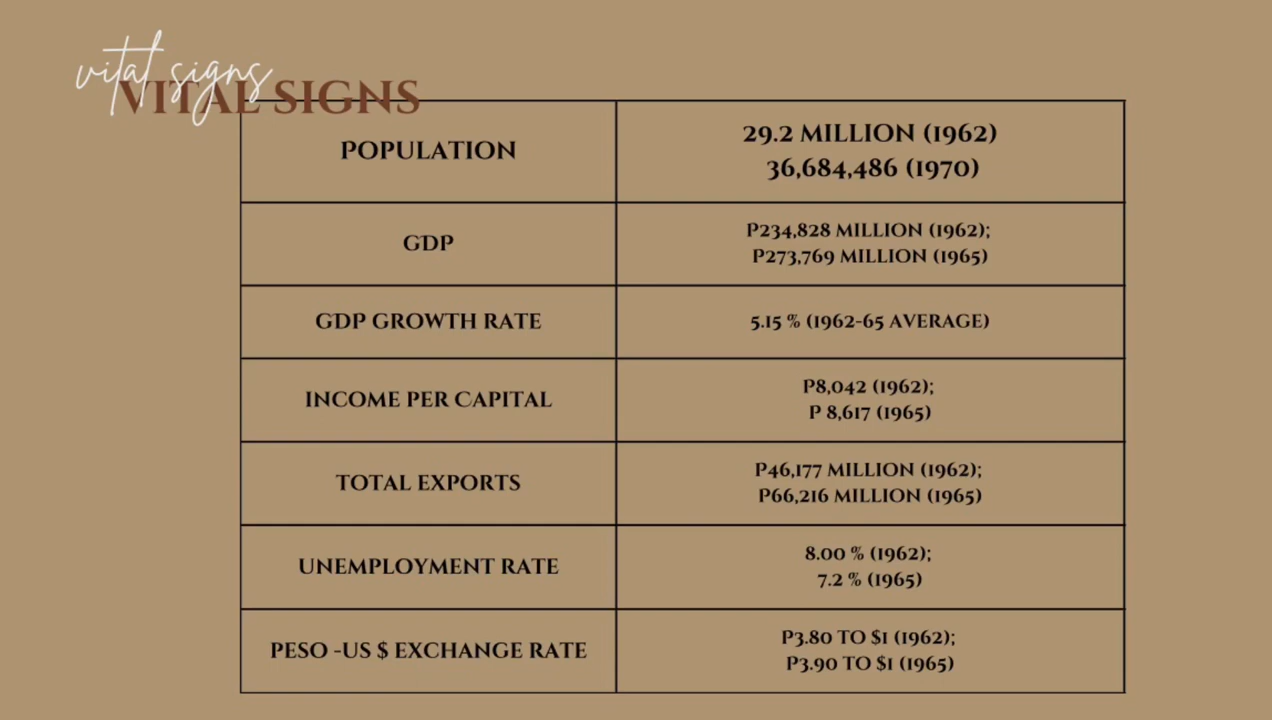 vital signs
VITAL SIGNS
POPULATION
29.2 MILLION (1962)
36,684,486 (1970)
GDP
P234,828 MILLION (1962);
P273,769 MILLION (1965)
GDP GROWTH RATE
5.15 % (1962-65 AVERAGE)
INCOME PER CAPITAL
P8,042 (1962);
P 8,617 (1965)
TOTAL EXPORTS
P46,177 MILLION (1962);
P66,216 MILLION (1965)
UNEMPLOYMENT RATE
8.00 % (1962);
7.2 % (1965)
PESO -US $ EXCHANGE RATE
P3.80 TO $1 (1962);
P3.90 TO $1 (1965)